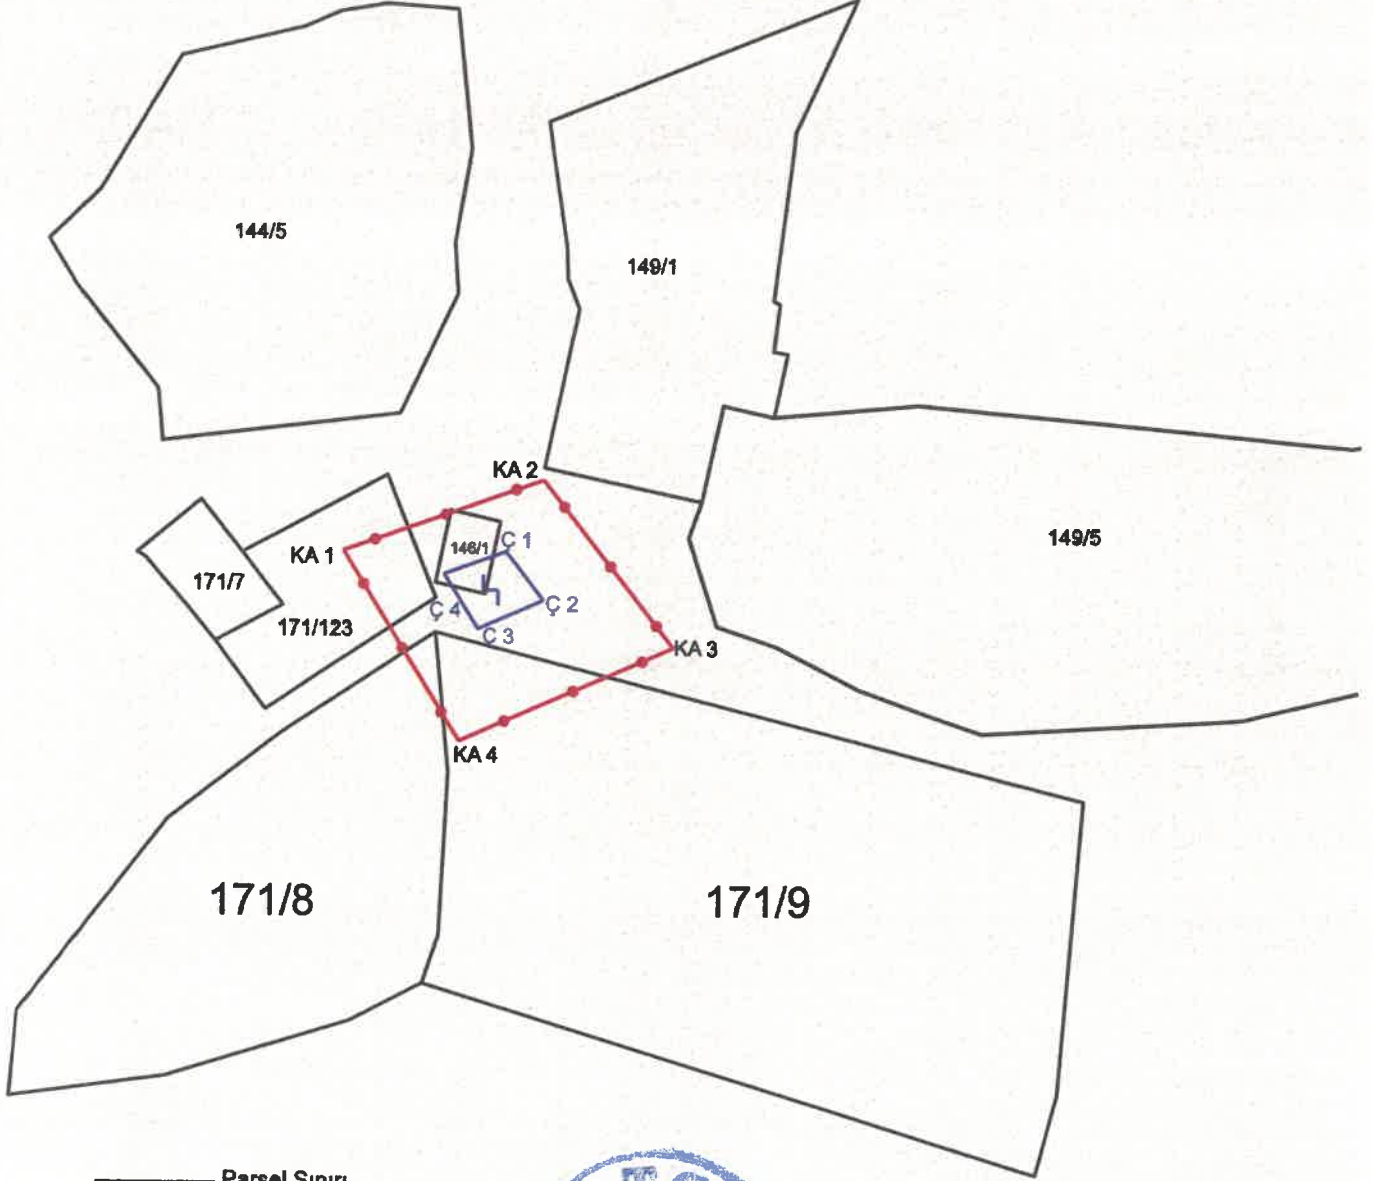 144/5
149/1
KA 2
149/5
KA 1
146/1
Ç 1
171/7
Ç 4
Ç 2
171/123
Ç 3
KA 3
KA 4
171/8
171/9
Parsel Sınırı